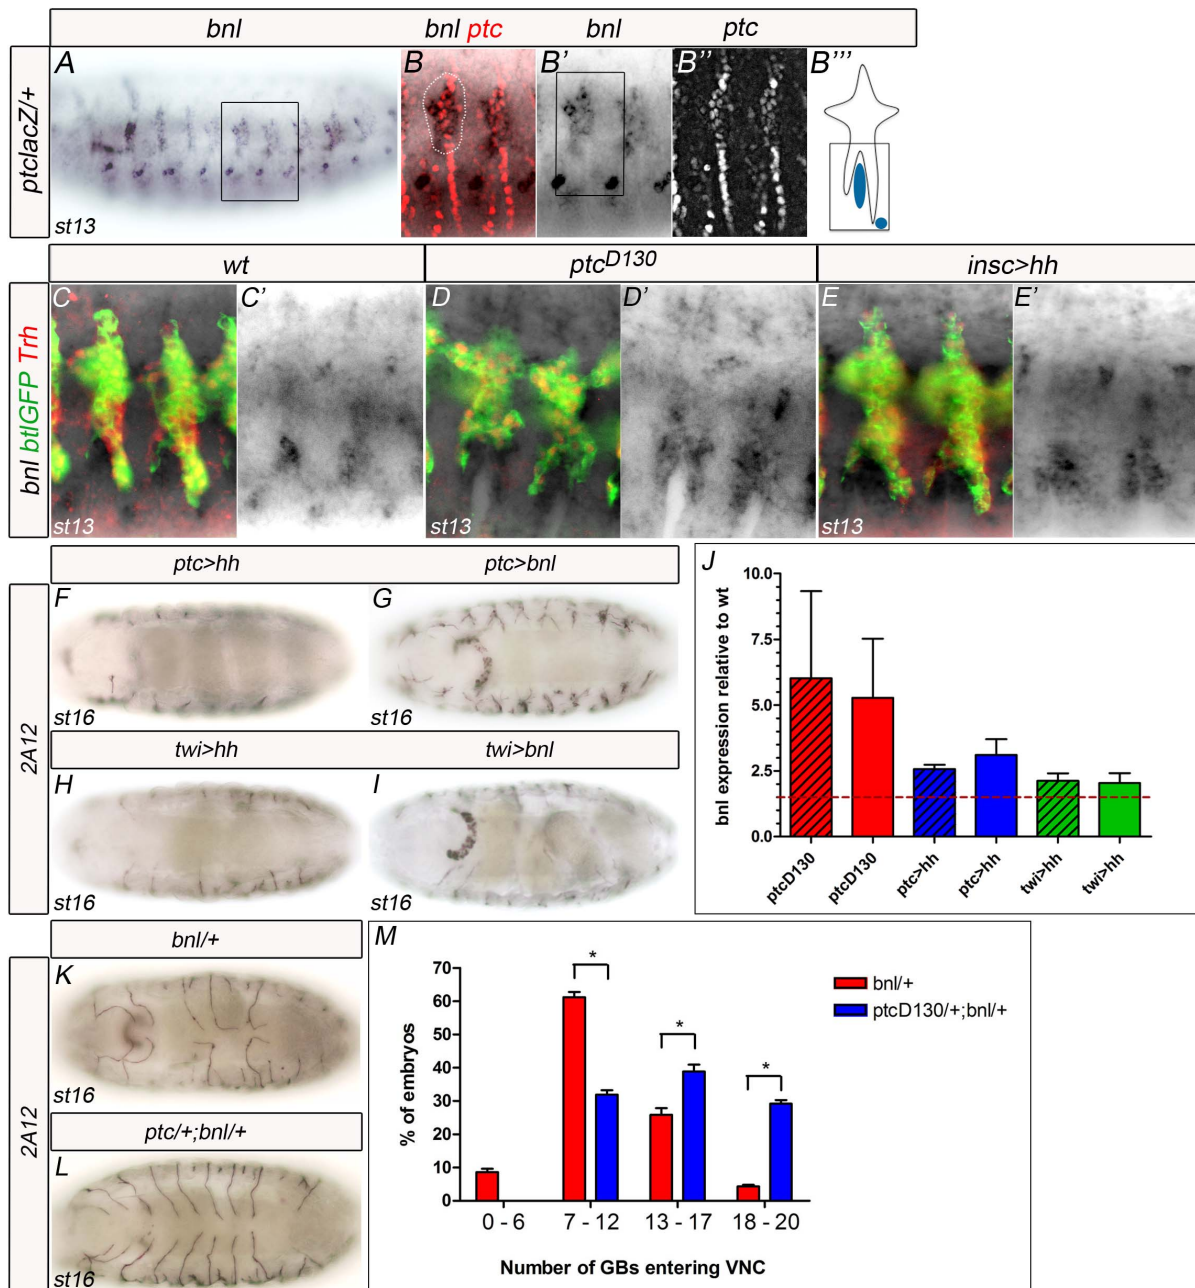 bnl
bnl ptc
bnl
ptc
ptclacZ/+
A
st13
B
B'
B''
B'''
wt
ptcD130
insc>hh
bnl btlGFP Trh
C
st13
C'
D
st13
D'
E
st13
E'
2A12
ptc>hh
ptc>bnl
F
st16
G
st16
twi>hh
twi>bnl
H
st16
I
st16
J
bnl expression relative to wt
10.0
7.5
5.0
2.5
0.0
ptcD130
ptcD130
ptc>hh
ptc>hh
twi>hh
twi>hh
2A12
bnl/+
K
st16
ptc/+;bnl/+
L
st16
M
% of embryos
70
60
50
40
30
20
10
0
*
*
*
0 - 6
7 - 12
13 - 17
18 - 20
Number of GBs entering VNC
bnl/+
ptcD130/+;bnl/+